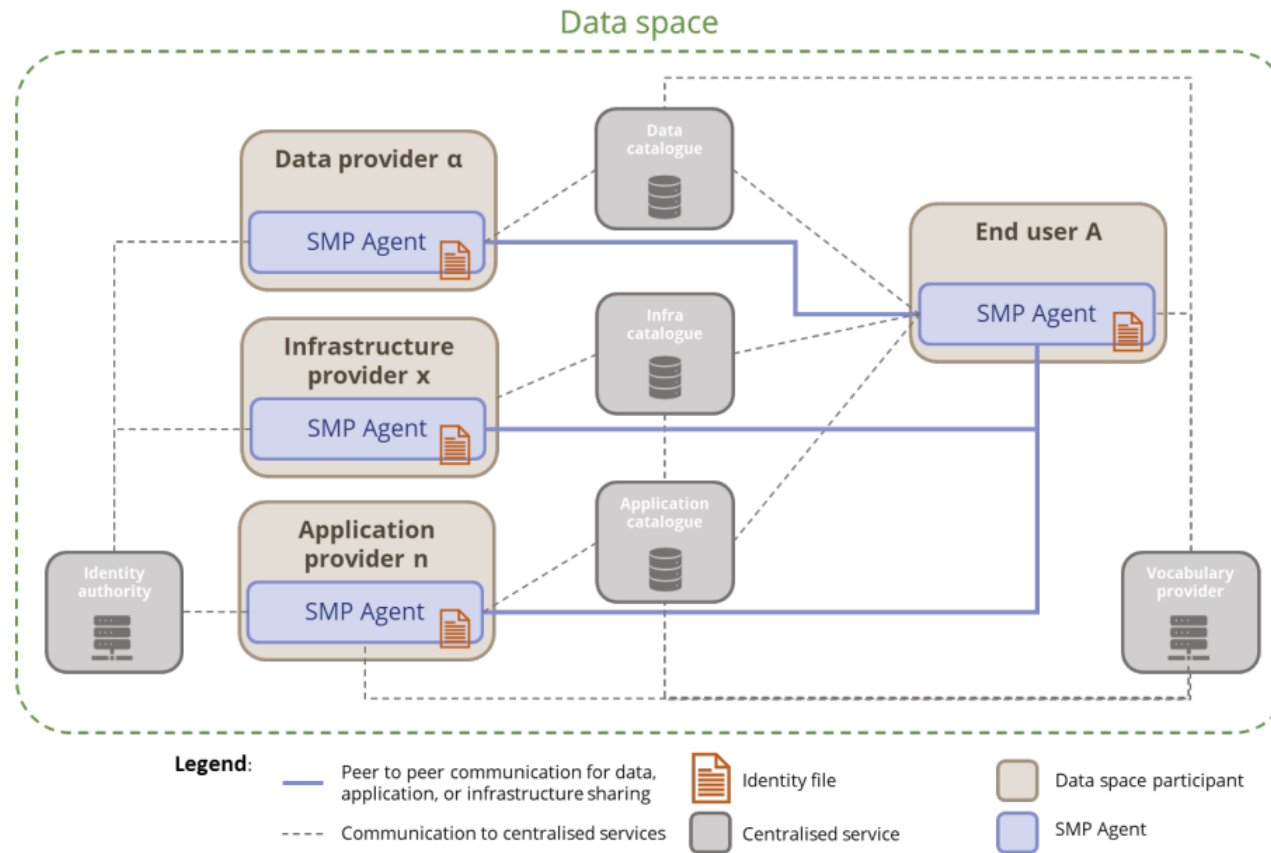 Data space
Data provider α
SMP Agent
Data
catalogue
End user A
SMP Agent
Infrastructure
provider x
SMP Agent
Infra
catalogue
Application
provider n
SMP Agent
Application
catalogue
Identity
authority
Vocabulary
provider
Legend:
Peer to peer communication for data,
application, or infrastructure sharing
Identity file
Data space participant
Communication to centralised services
Centralised service
SMP Agent